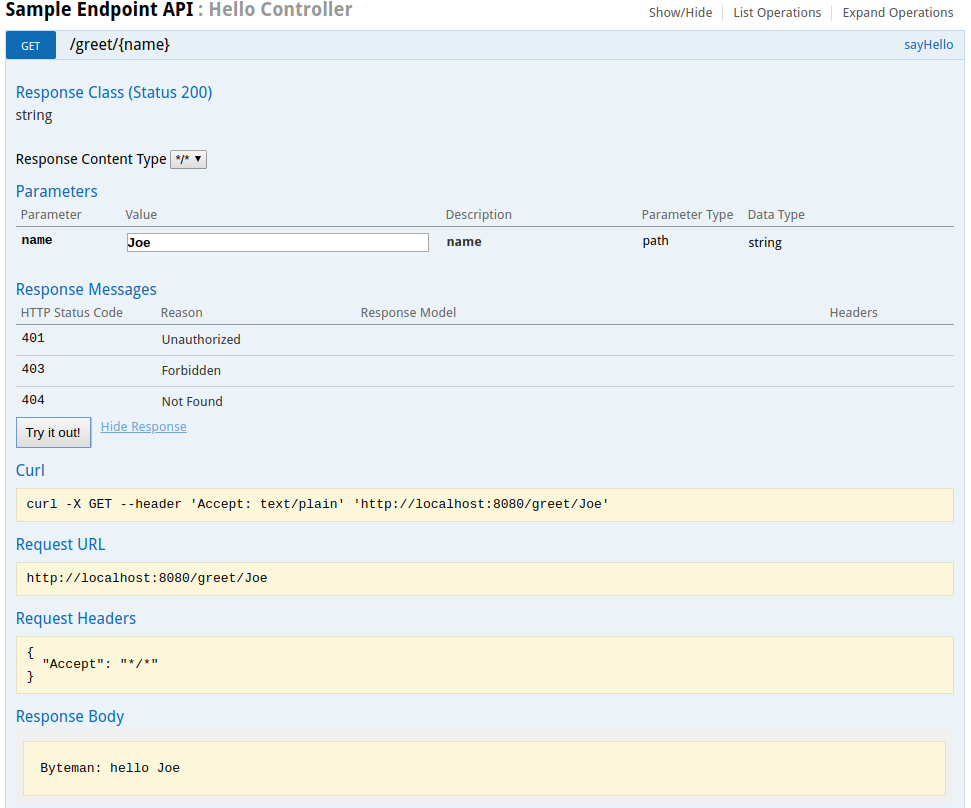 Sample Endpoint API : Hello Controller
Show/Hide List Operations Expand Operations
GET /greet/{name} sayHello
Response Class (Status 200)
string
Response Content Type */* ▼
Parameters
Parameter Value Description Parameter Type Data Type
name Joe name path string
Response Messages
HTTP Status Code Reason Response Model Headers
401 Unauthorized
403 Forbidden
404 Not Found
Try it out! Hide Response
Curl
curl -X GET --header 'Accept: text/plain' 'http://localhost:8080/greet/Joe'
Request URL
http://localhost:8080/greet/Joe
Request Headers
{
  "Accept": "*/*"
}
Response Body
Byteman: hello Joe